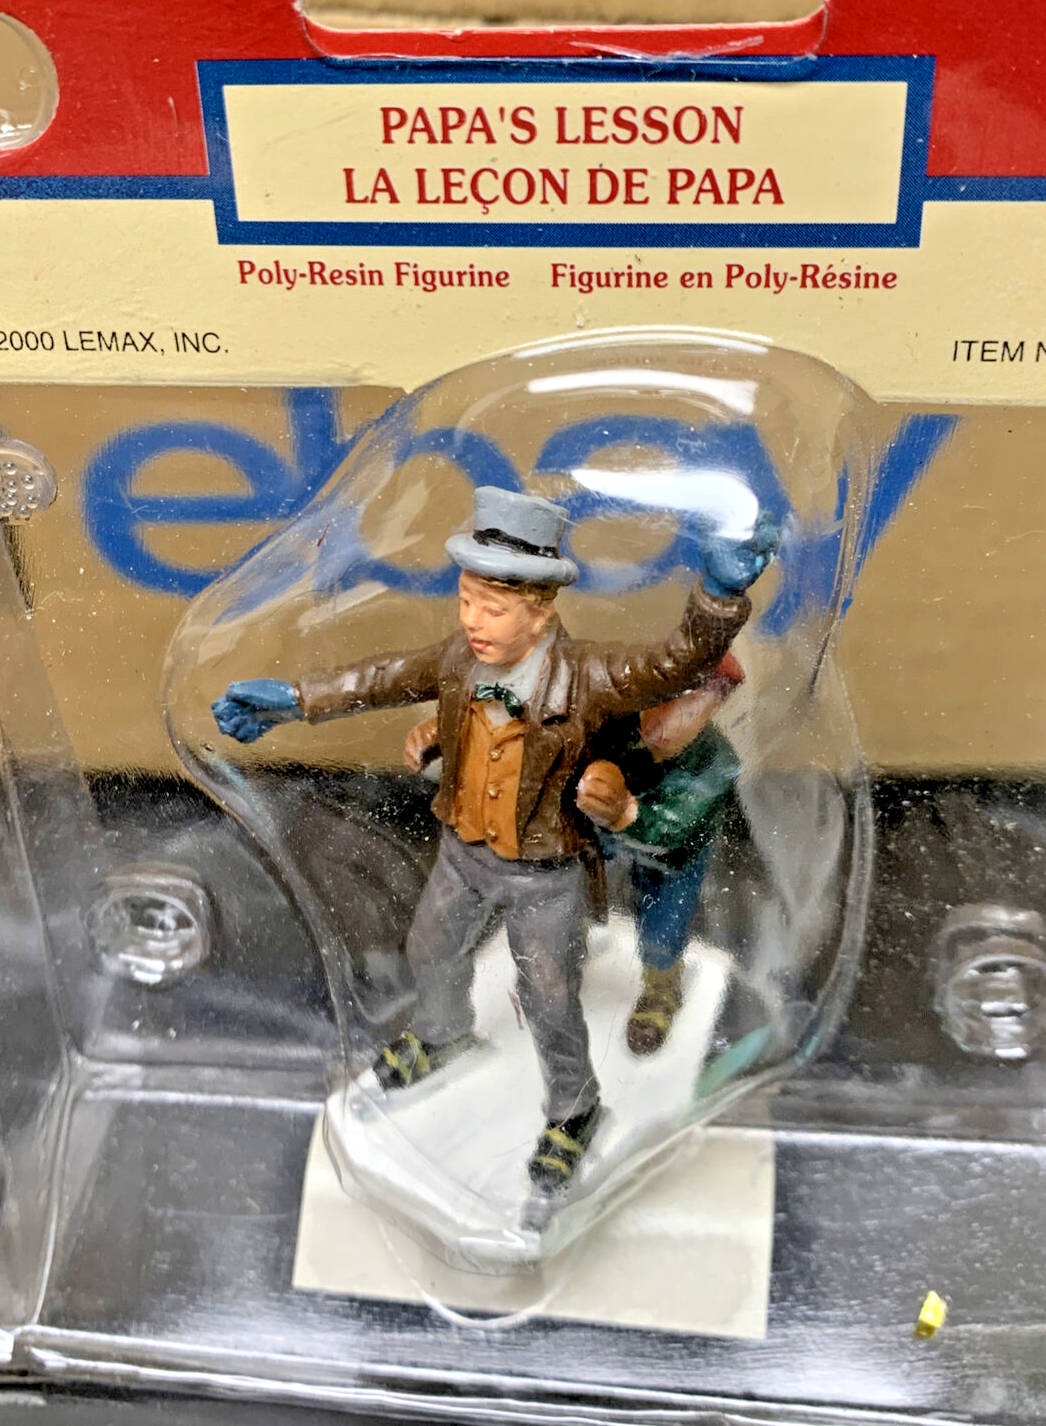 PAPA'S LESSON
LA LEÇON DE PAPA
Poly-Resin Figurine Figurine en Poly-Résine
2000 LEMAX, INC.
ITEM
ebay